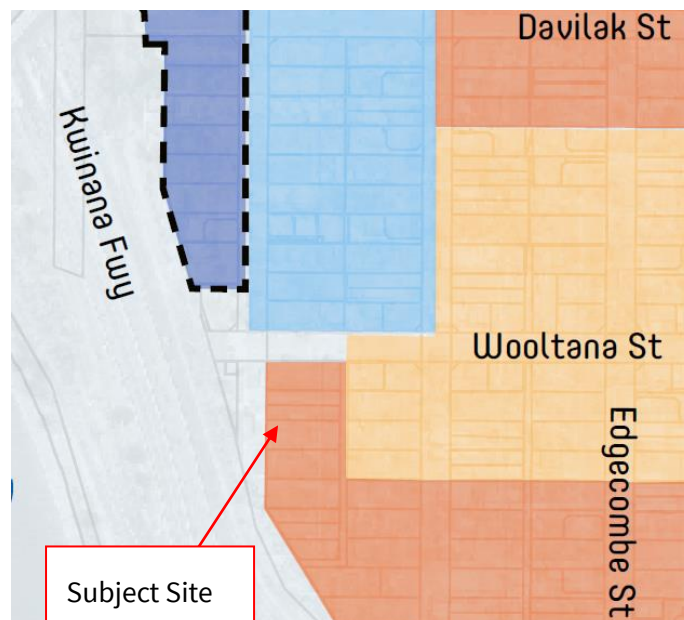 Davilak St
Kwinana Fwy
Wooltana St
Edgecombe St
Subject Site